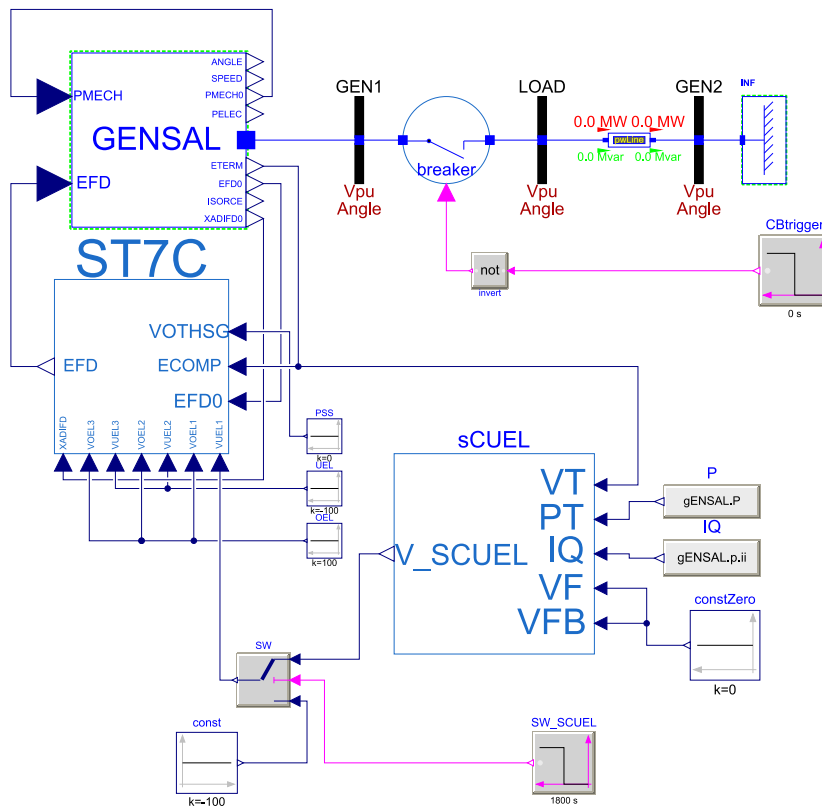 ANGLE
SPEED
PMECH PMECH0
PELEC
GENSAL
ETERM
EFD EFD0
ISORCE
XADIFD0
GEN1
breaker
Vpu
Angle
LOAD
Vpu
Angle
0.0 MW 0.0 MW
pwLine
0.0 Mvar 0.0 Mvar
GEN2
Vpu
Angle
INF
CBtrigger
0 s
not
invert
ST7C
VOTHSG
EFD ECOMP
EFD0
XADIFD VOEL3 VUEL3 VOEL2 VUEL2 VOEL1 VUEL1
PSS
k=0
UEL
k=-100
OEL
k=100
sCUEL
VT
PT
IQ
V_SCUEL
VF
VFB
P
gENSAL.P
IQ
gENSAL.p.ii
constZero
k=0
SW
const
k=-100
SW_SCUEL
1800 s